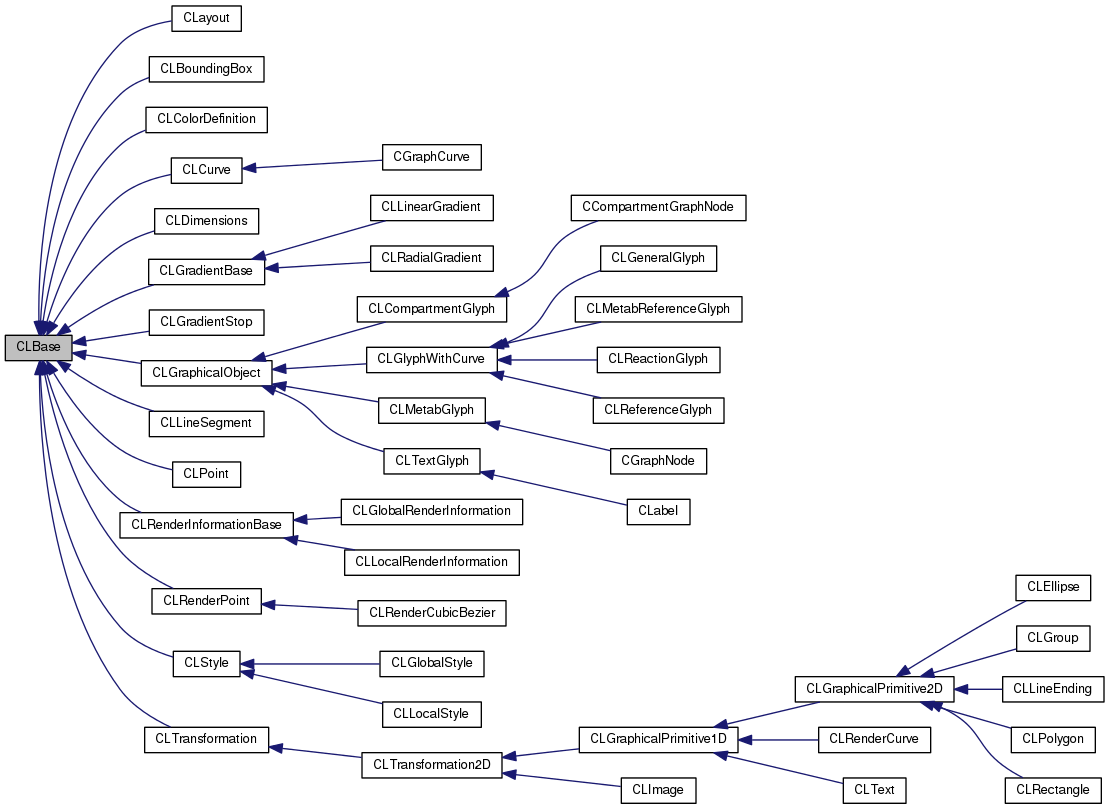 CLayout
CLBoundingBox
CLColorDefinition
CGraphCurve
CLCurve
CLLinearGradient
CCompartmentGraphNode
CLDimensions
CLGradientBase
CLRadialGradient
CLGeneralGlyph
CLGradientStop
CLCompartmentGlyph
CLMetabReferenceGlyph
CLBase
CLGraphicalObject
CLGlyphWithCurve
CLReactionGlyph
CLMetabGlyph
CLReferenceGlyph
CLLineSegment
CLTextGlyph
CGraphNode
CLPoint
CLabel
CLGlobalRenderInformation
CLRenderInformationBase
CLLocalRenderInformation
CLEllipse
CLRenderPoint
CLRenderCubicBezier
CLGroup
CLStyle
CLGlobalStyle
CLGraphicalPrimitive2D
CLLineEnding
CLLocalStyle
CLTransformation
CLGraphicalPrimitive1D
CLRenderCurve
CLPolygon
CLTransformation2D
CLImage
CLText
CLRectangle